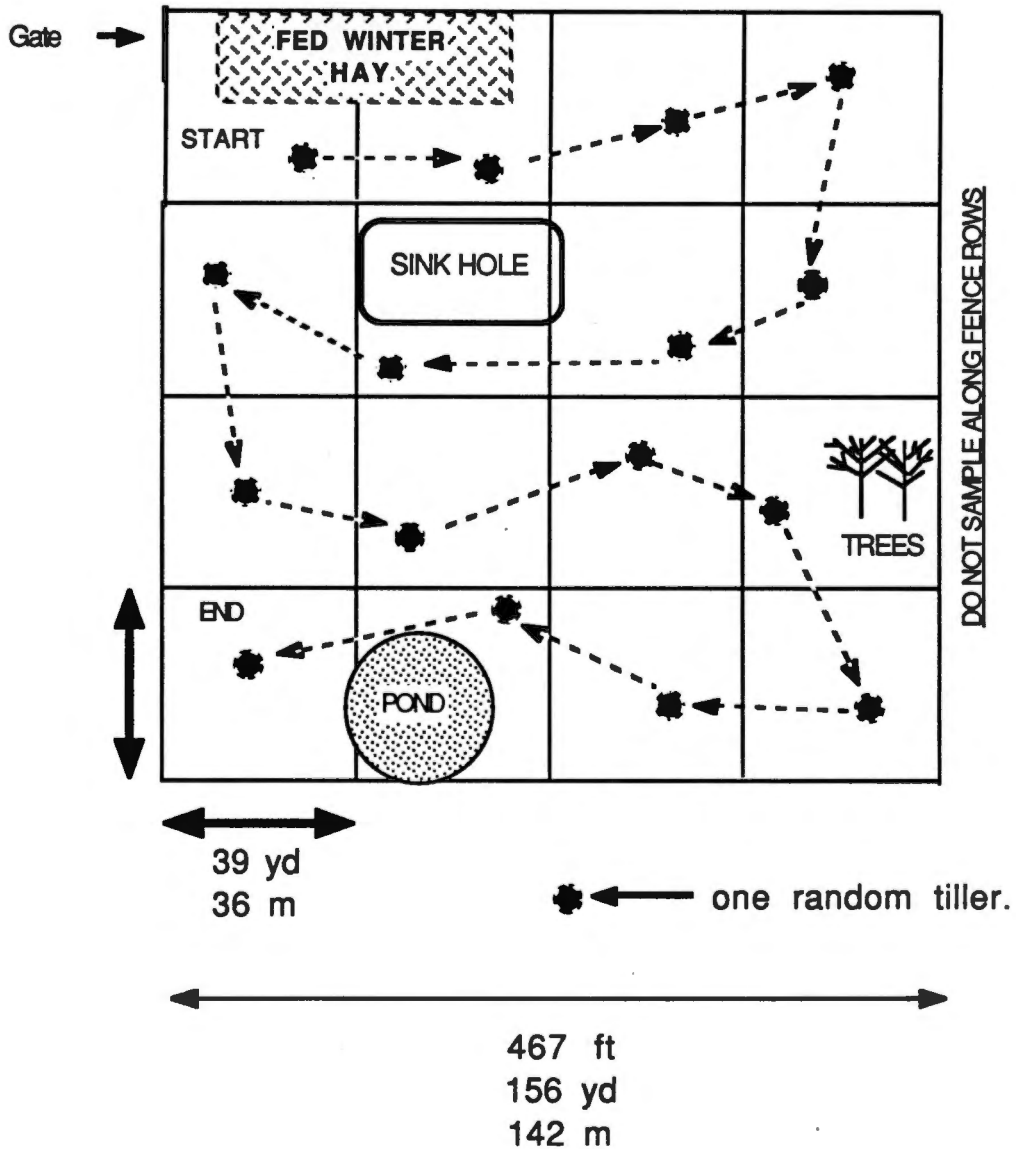 Gate
FED WINTER
HAY
START
SINK HOLE
DO NOT SAMPLE ALONG FENCE ROWS
TREES
END
POND
39 yd
36 m
one random tiller.
467 ft
156 yd
142 m